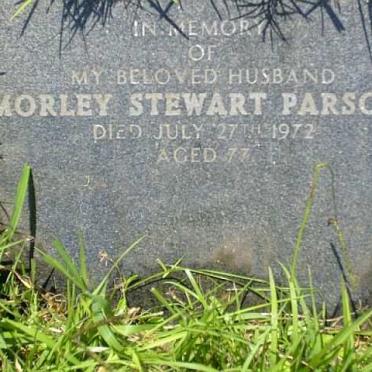 IN MEMORY
OF
MY BELOVED HUSBAND
MORLEY STEWART PARSO
DIED JULY 27TH 1972
AGED 77